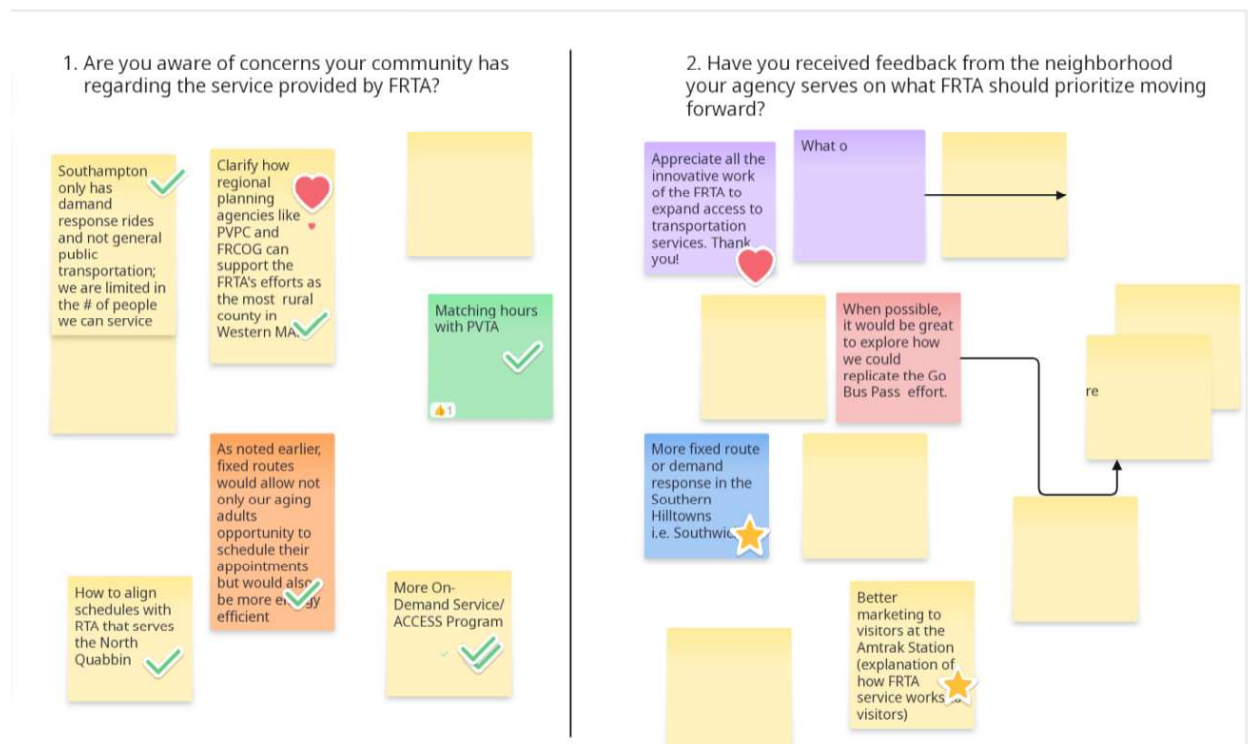 1. Are you aware of concerns your community has
regarding the service provided by FRTA?
Southampton
only has
damand
response rides
and not general
public
transportation;
we are limited in
the # of people
we can service
Clarify how
regional
planning
agencies like
PVPC and
FRCOG can
support the
FRTA's efforts as
the most rural
county in
Western MA
Matching hours
with PVTA
1
As noted earlier,
fixed routes
would allow not
only our aging
adults
opportunity to
schedule their
appointments
but would also
be more energy
efficient
How to align
schedules with
RTA that serves
the North
Quabbin
More On-
Demand Service/
ACCESS Program
2. Have you received feedback from the neighborhood
your agency serves on what FRTA should prioritize moving
forward?
Appreciate all the
innovative work
of the FRTA to
expand access to
transportation
services. Thank
you!
What o
When possible,
it would be great
to explore how
we could
replicate the Go
Bus Pass effort.
re
More fixed route
or demand
response in the
Southern
Hilltowns
i.e.
Better
marketing to
visitors at the
Amtrak Station
(explanation of
how FRTA
service works
visitors)